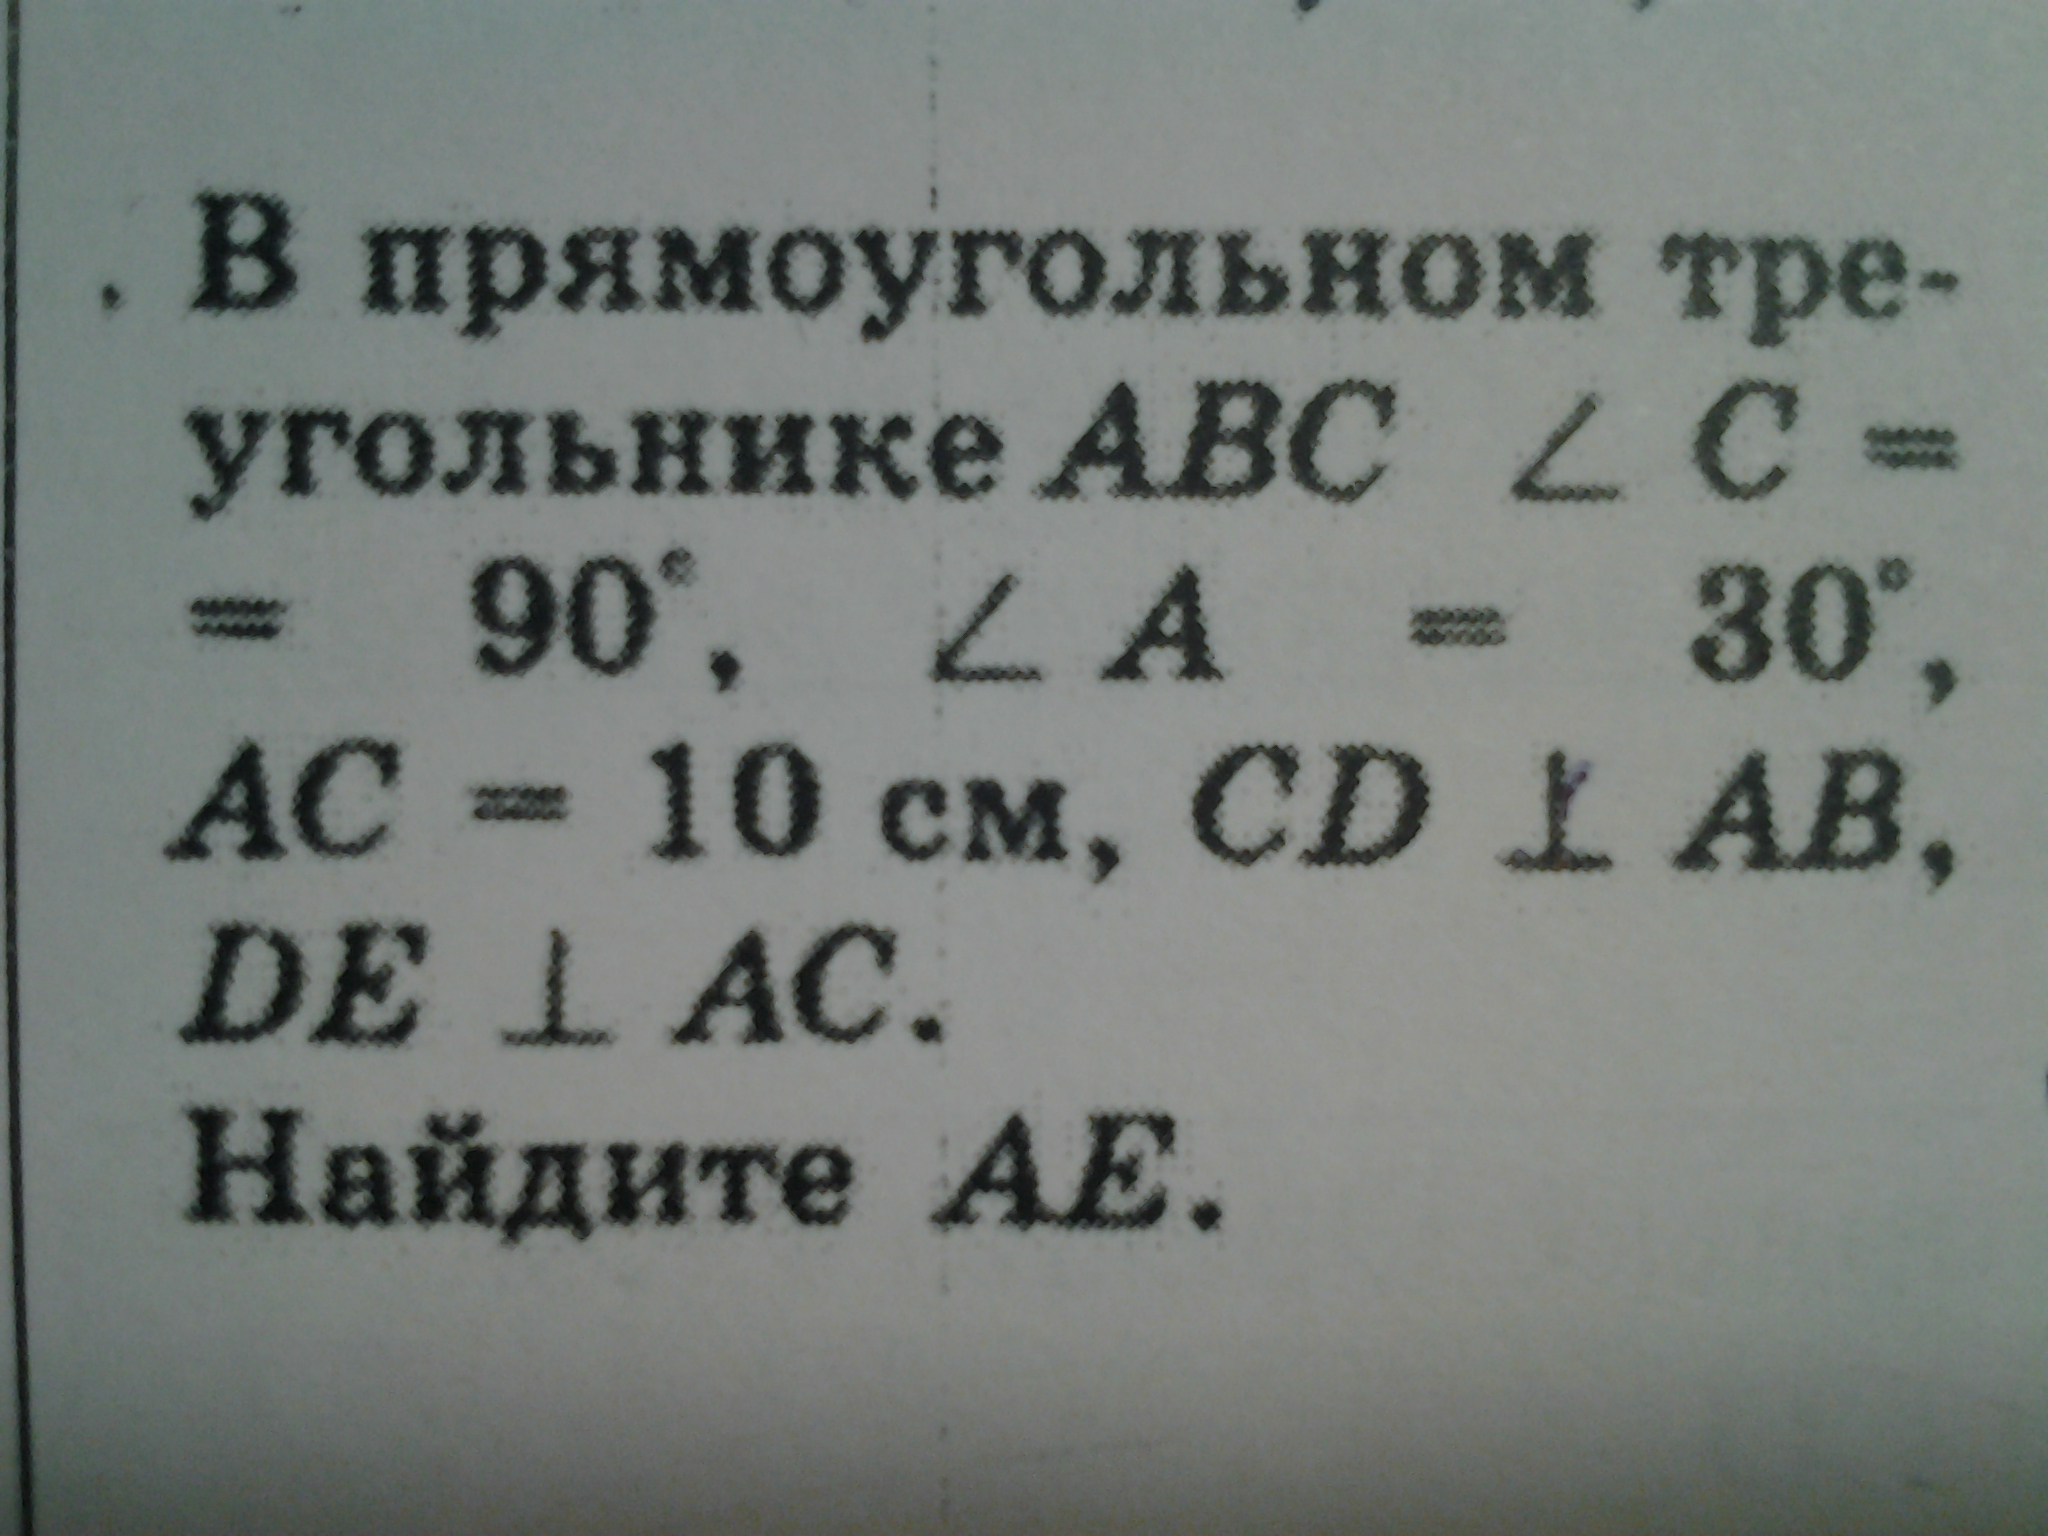 . В прямоугольном тре-
угольнике ABC ∠ C =
= 90°, ∠ A = 30°,
AC = 10 см, CD ⊥ AB,
DE ⊥ AC.
Найдите AE.